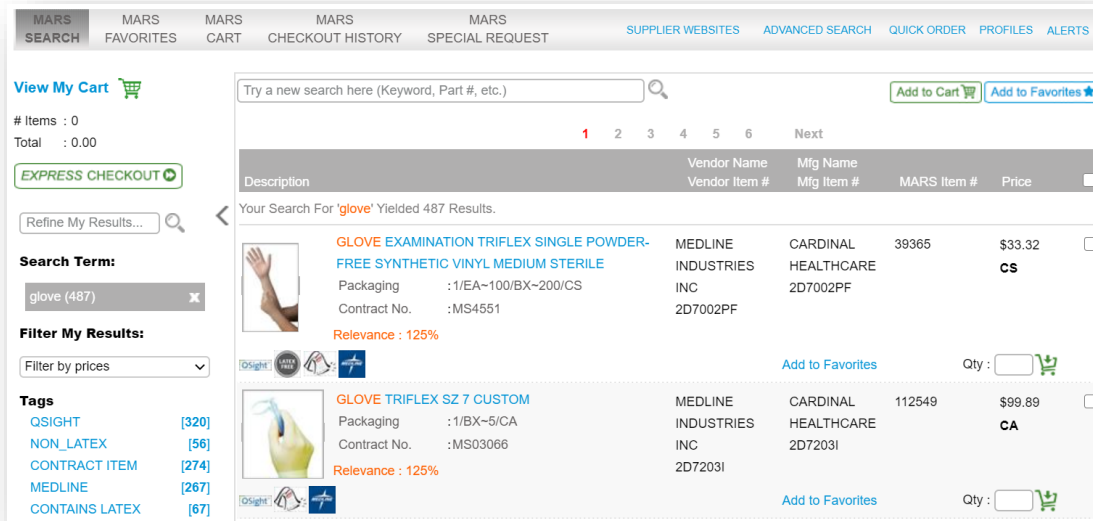 MARS SEARCH
MARS FAVORITES
MARS CART
MARS CHECKOUT HISTORY
MARS SPECIAL REQUEST
SUPPLIER WEBSITES ADVANCED SEARCH QUICK ORDER PROFILES ALERTS
View My Cart
# Items : 0
Total : 0.00
EXPRESS CHECKOUT
Refine My Results...
Search Term:
glove (487) x
Filter My Results:
Filter by prices
Tags
QSIGHT [320]
NON_LATEX [56]
CONTRACT ITEM [274]
MEDLINE [267]
CONTAINS LATEX [67]
Try a new search here (Keyword, Part #, etc.)
Add to Cart Add to Favorites
1 2 3 4 5 6 Next
Description
Vendor Name
Vendor Item #
Mfg Name
Mfg Item #
MARS Item #
Price
Your Search For 'glove' Yielded 487 Results.
GLOVE EXAMINATION TRIFLEX SINGLE POWDER-
FREE SYNTHETIC VINYL MEDIUM STERILE
Packaging : 1/EA~100/BX~200/CS
Contract No. : MS4551
Relevance : 125%
MEDLINE
INDUSTRIES
INC
2D7002PF
CARDINAL
HEALTHCARE
2D7002PF
39365
$33.32
CS
QSight LATEX FREE MEDLINE
Add to Favorites
Qty :
GLOVE TRIFLEX SZ 7 CUSTOM
Packaging : 1/BX~5/CA
Contract No. : MS03066
Relevance : 125%
MEDLINE
INDUSTRIES
INC
2D7203I
CARDINAL
HEALTHCARE
2D7203I
112549
$99.89
CA
QSight MEDLINE
Add to Favorites
Qty :